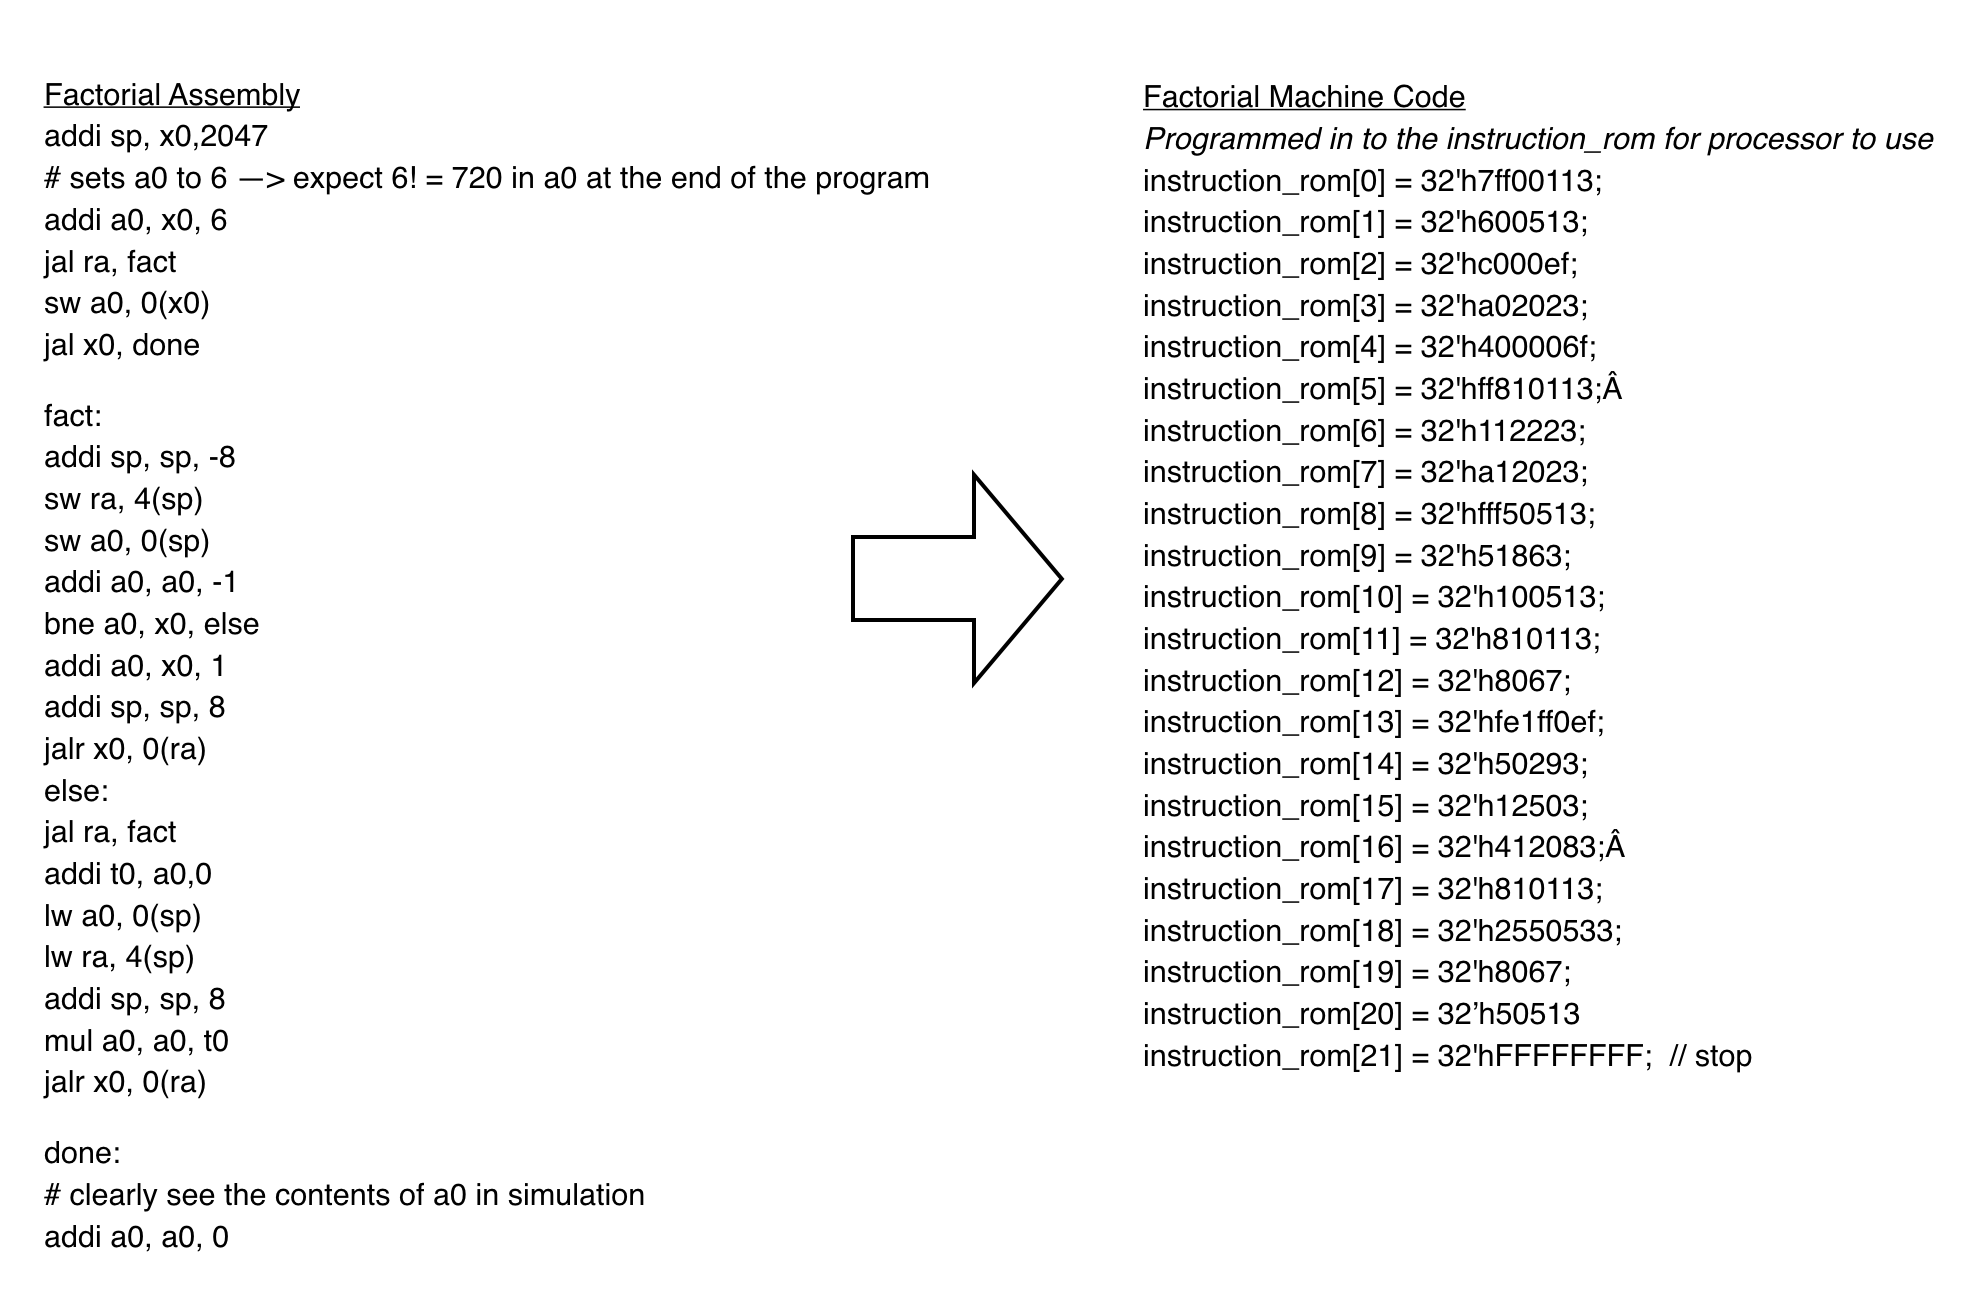 Factorial Assembly
addi sp, x0,2047
# sets a0 to 6 —> expect 6! = 720 in a0 at the end of the program
addi a0, x0, 6
jal ra, fact
sw a0, 0(x0)
jal x0, done
fact:
addi sp, sp, -8
sw ra, 4(sp)
sw a0, 0(sp)
addi a0, a0, -1
bne a0, x0, else
addi a0, x0, 1
addi sp, sp, 8
jalr x0, 0(ra)
else:
jal ra, fact
addi t0, a0,0
lw a0, 0(sp)
lw ra, 4(sp)
addi sp, sp, 8
mul a0, a0, t0
jalr x0, 0(ra)
done:
# clearly see the contents of a0 in simulation
addi a0, a0, 0
Factorial Machine Code
Programmed in to the instruction_rom for processor to use
instruction_rom[0] = 32'h7ff00113;
instruction_rom[1] = 32'h600513;
instruction_rom[2] = 32'hc000ef;
instruction_rom[3] = 32'ha02023;
instruction_rom[4] = 32'h400006f;
instruction_rom[5] = 32'hff810113;Â
instruction_rom[6] = 32'h112223;
instruction_rom[7] = 32'ha12023;
instruction_rom[8] = 32'hfff50513;
instruction_rom[9] = 32'h51863;
instruction_rom[10] = 32'h100513;
instruction_rom[11] = 32'h810113;
instruction_rom[12] = 32'h8067;
instruction_rom[13] = 32'hfe1ff0ef;
instruction_rom[14] = 32'h50293;
instruction_rom[15] = 32'h12503;
instruction_rom[16] = 32'h412083;Â
instruction_rom[17] = 32'h810113;
instruction_rom[18] = 32'h2550533;
instruction_rom[19] = 32'h8067;
instruction_rom[20] = 32’h50513
instruction_rom[21] = 32'hFFFFFFFF;  // stop